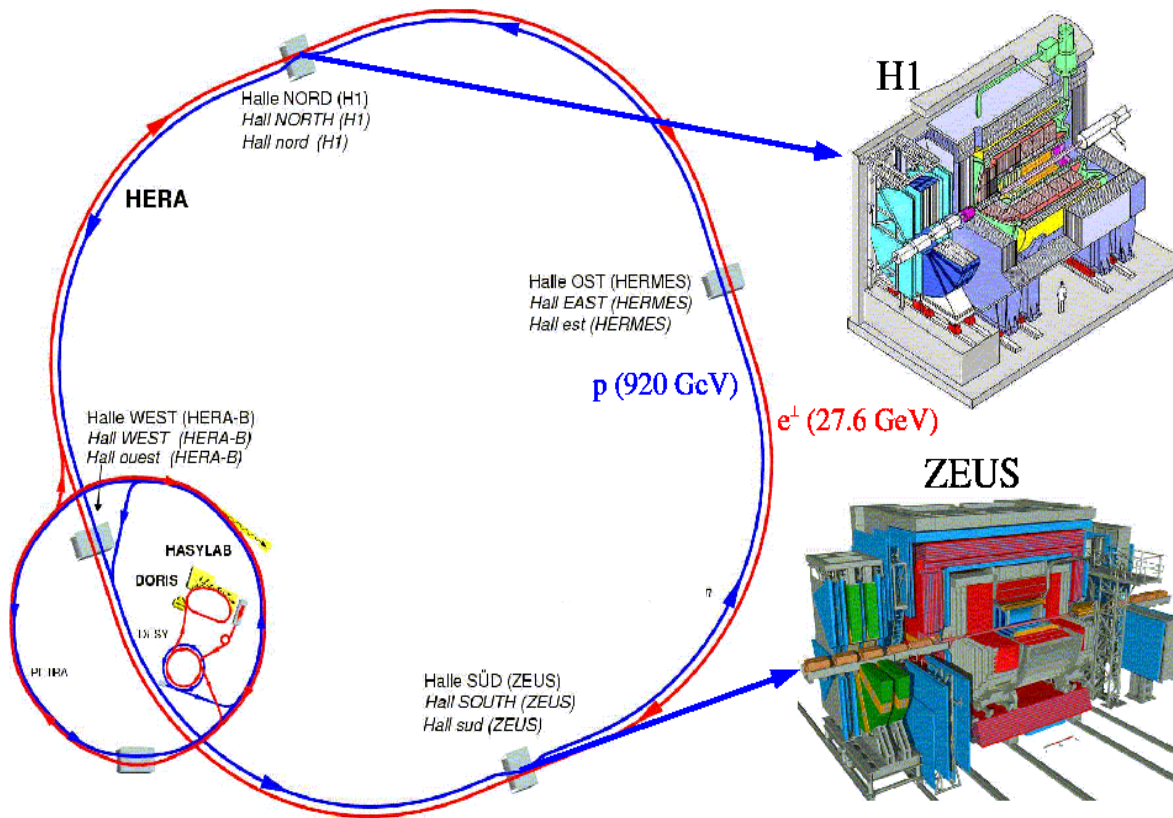 Halle NORD (H1)
Hall NORTH (H1)
Hall nord (H1)
HERA
H1
Halle OST (HERMES)
Hall EAST (HERMES)
Hall est (HERMES)
p (920 GeV)
e± (27.6 GeV)
Halle WEST (HERA-B)
Hall WEST (HERA-B)
Hall ouest (HERA-B)
ZEUS
HASYLAB
DORIS
DESY
PETRA
Halle SÜD (ZEUS)
Hall SOUTH (ZEUS)
Hall sud (ZEUS)